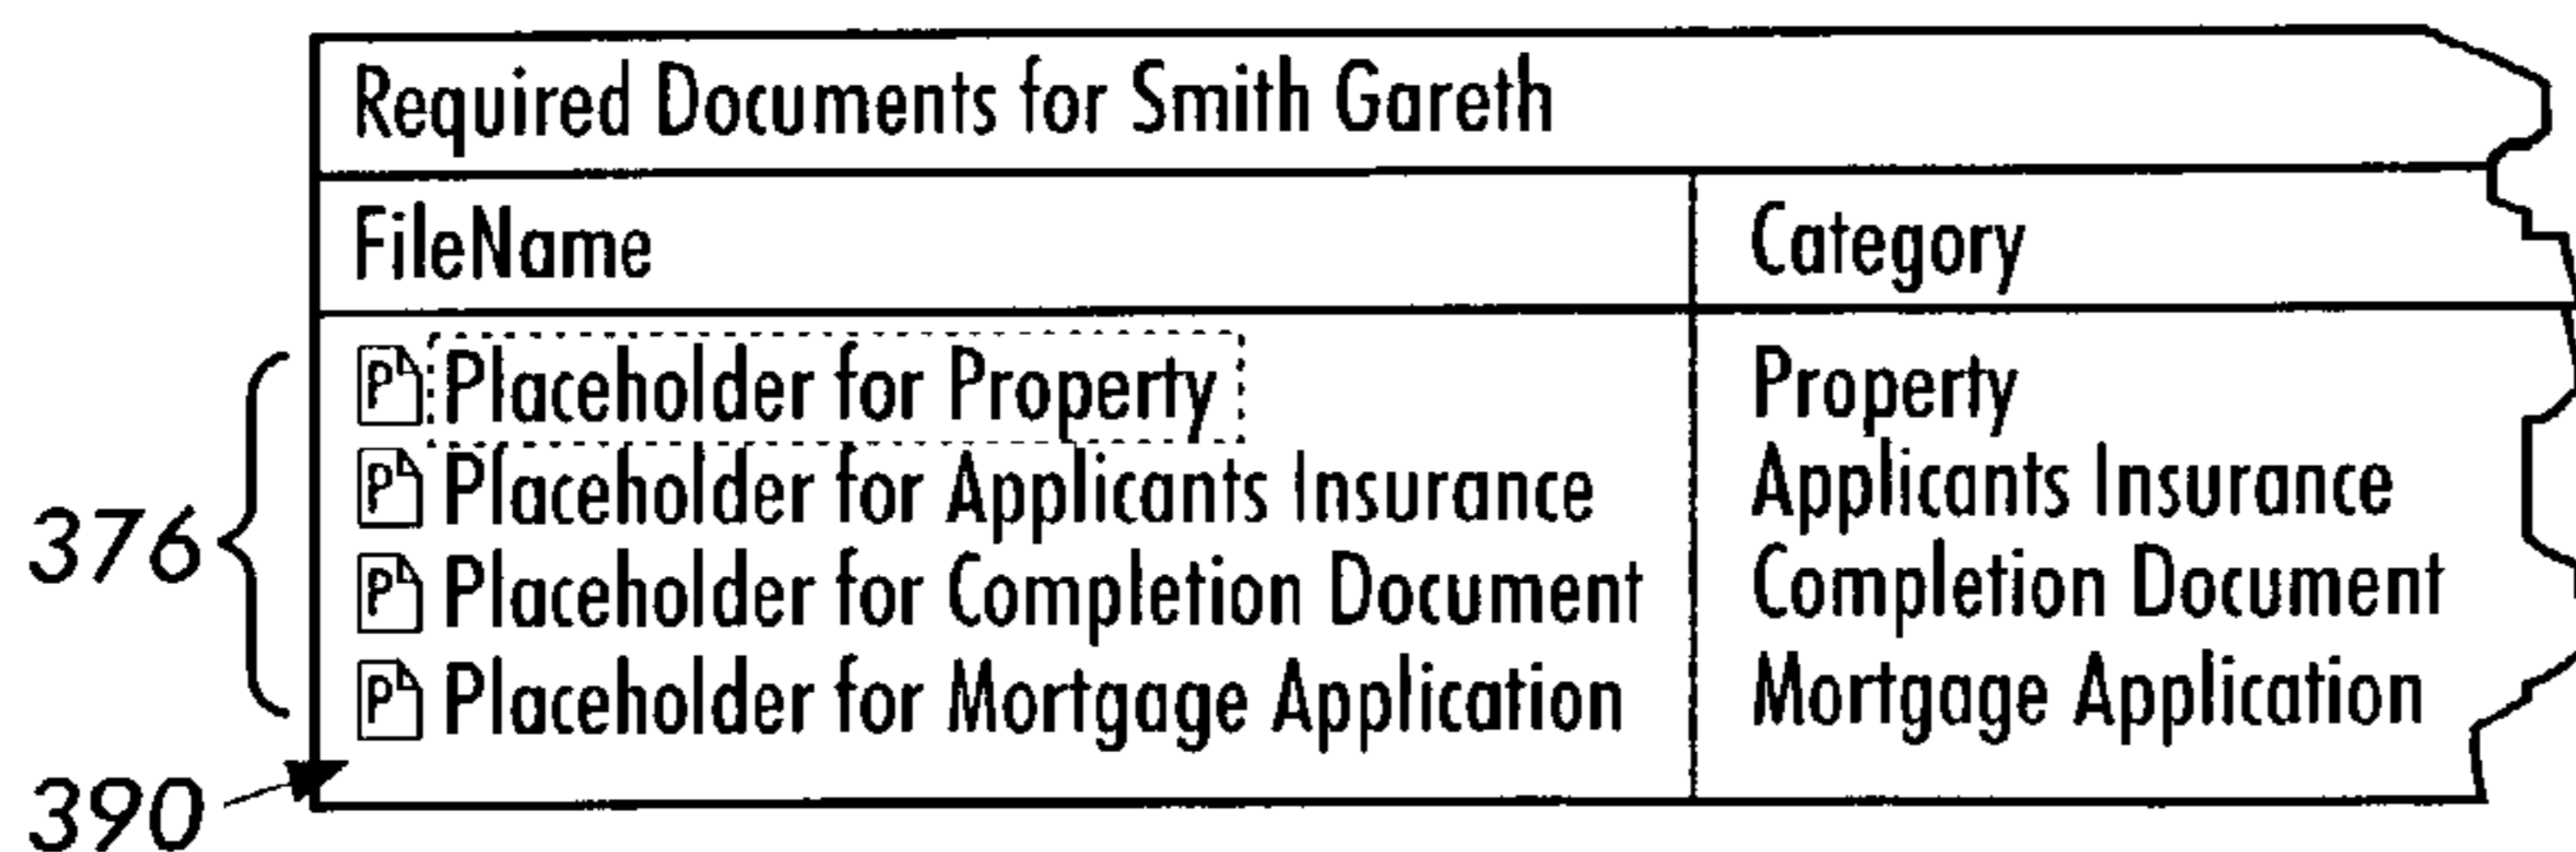 Required Documents for Smith Gareth
FileName Category
P Placeholder for Property Property
P Placeholder for Applicants Insurance Applicants Insurance
P Placeholder for Completion Document Completion Document
P Placeholder for Mortgage Application Mortgage Application
376
390